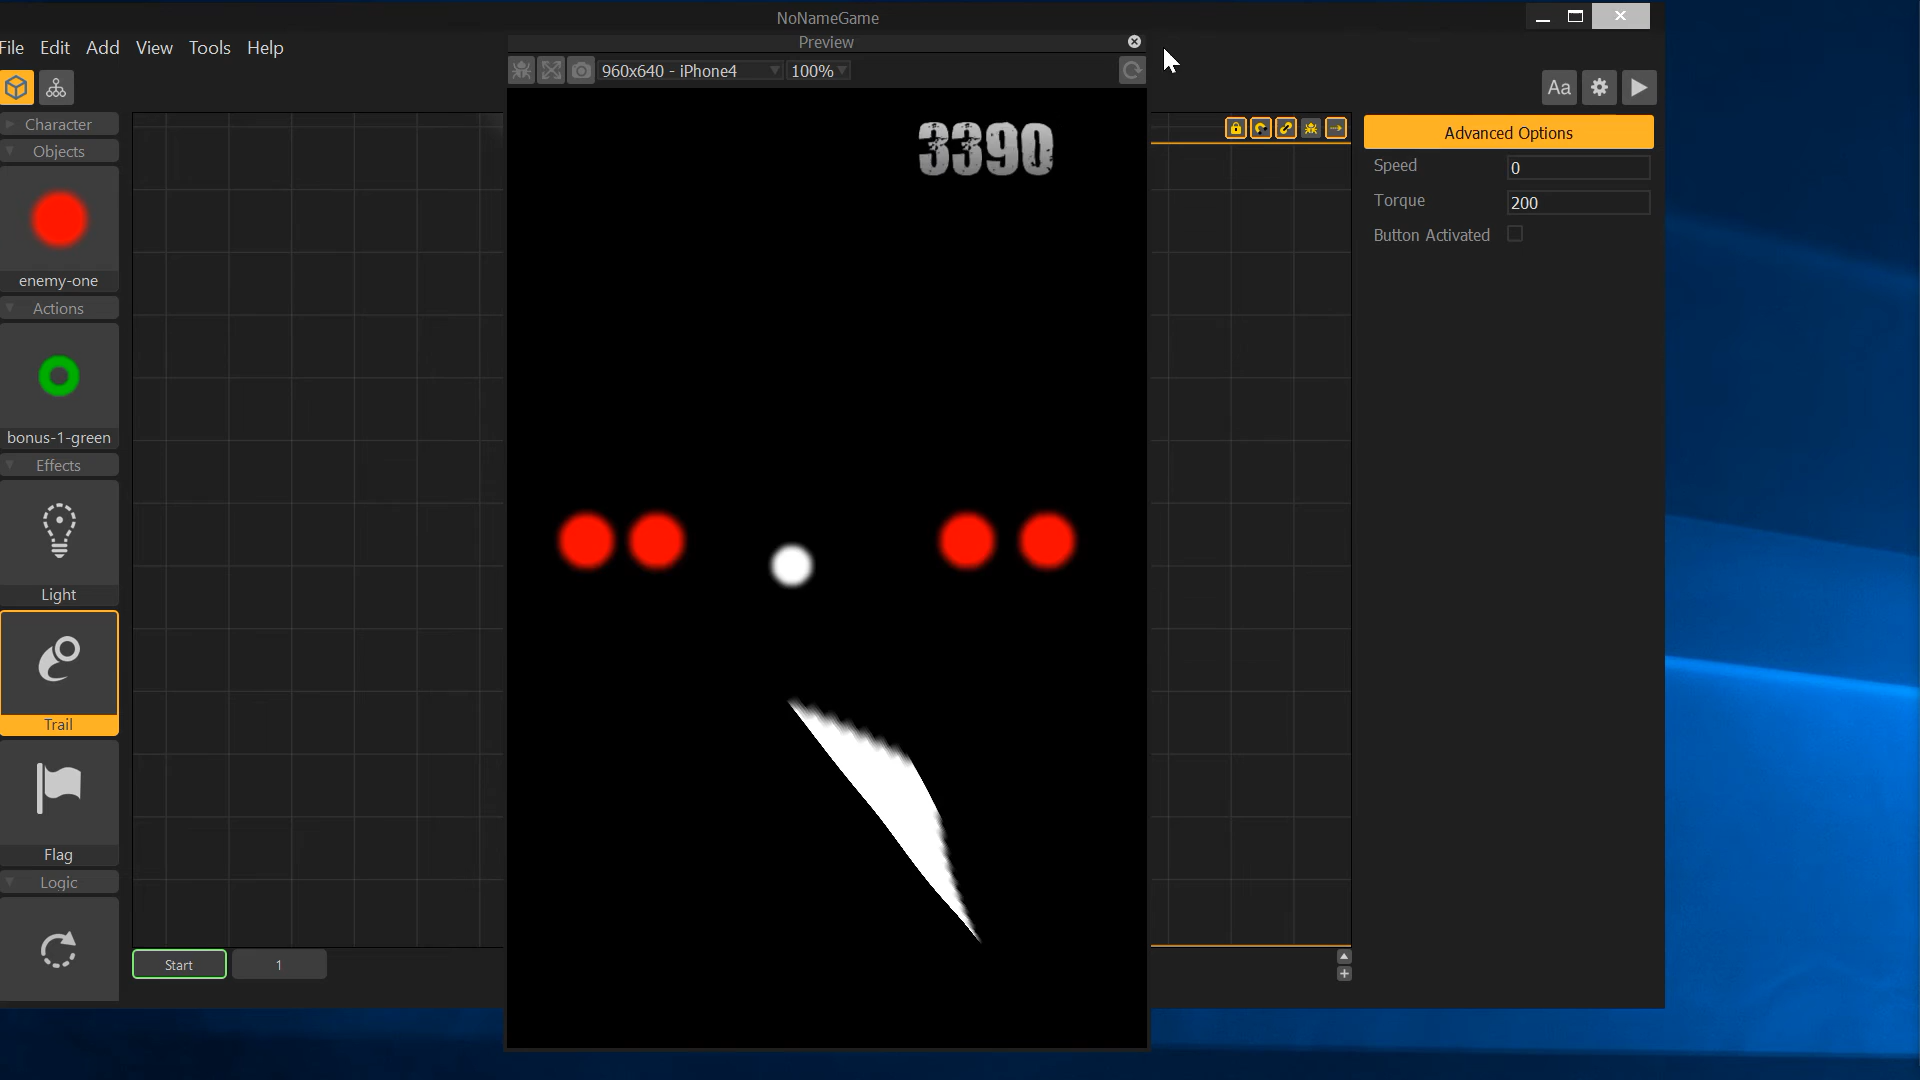 NoNameGame
File Edit Add View Tools Help
Preview
960x640 - iPhone4 100%
Aa
Character
Objects
enemy-one
Actions
bonus-1-green
Effects
Light
Trail
Flag
Logic
3390
Advanced Options
Speed 0
Torque 200
Button Activated
Start 1